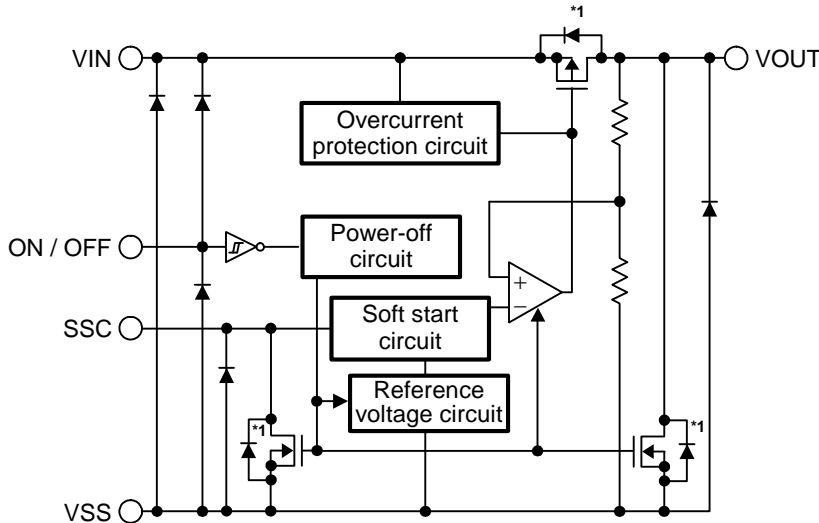 *1
VIN
VOUT
Overcurrent
protection circuit
ON / OFF
Power-off
circuit
+
−
SSC
Soft start
circuit
Reference
voltage circuit
*1
*1
VSS